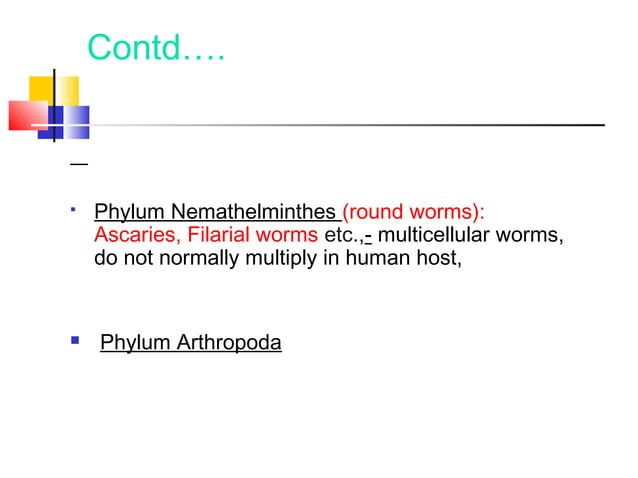 Contd….
Phylum Nemathelminthes (round worms):
Ascaries, Filarial worms etc.,- multicellular worms,
do not normally multiply in human host,
Phylum Arthropoda